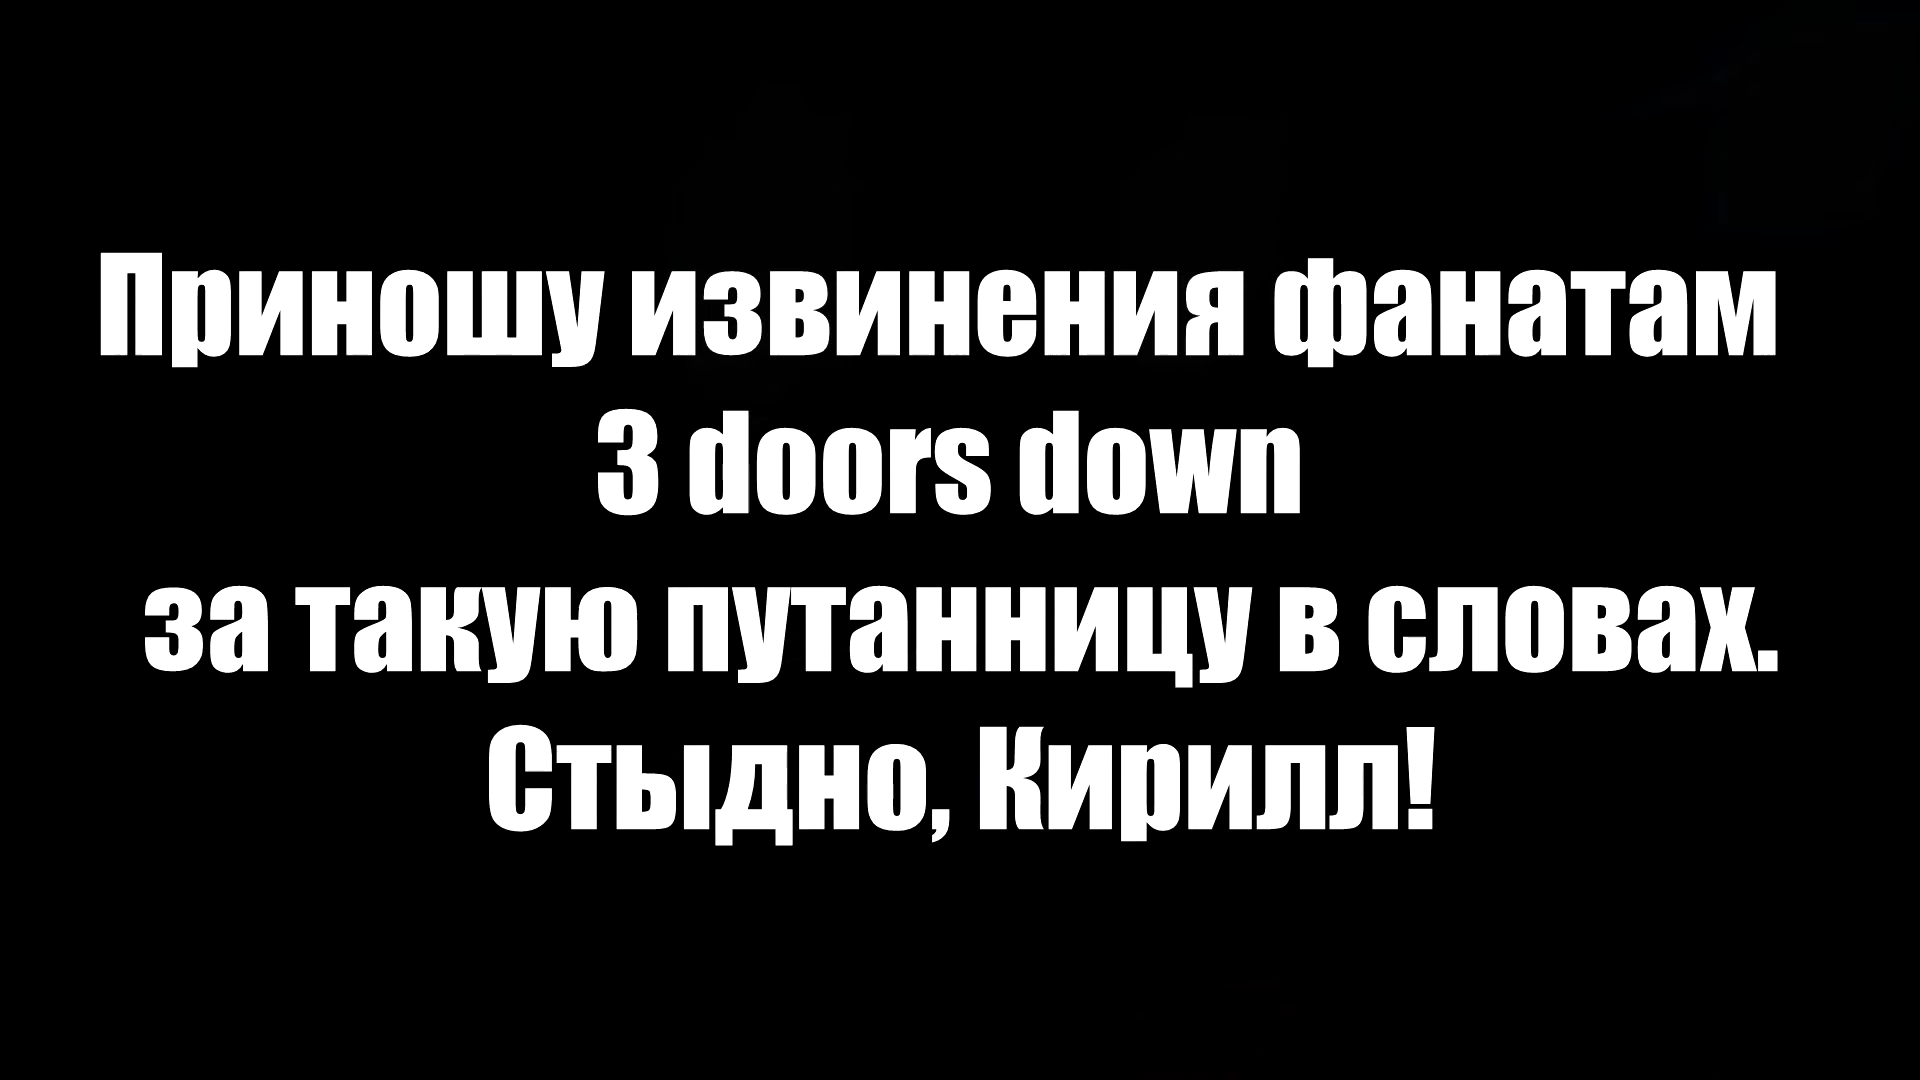 Приношу извинения фанатам
3 doors down
за такую путанницу в словах.
Стыдно, Кирилл!